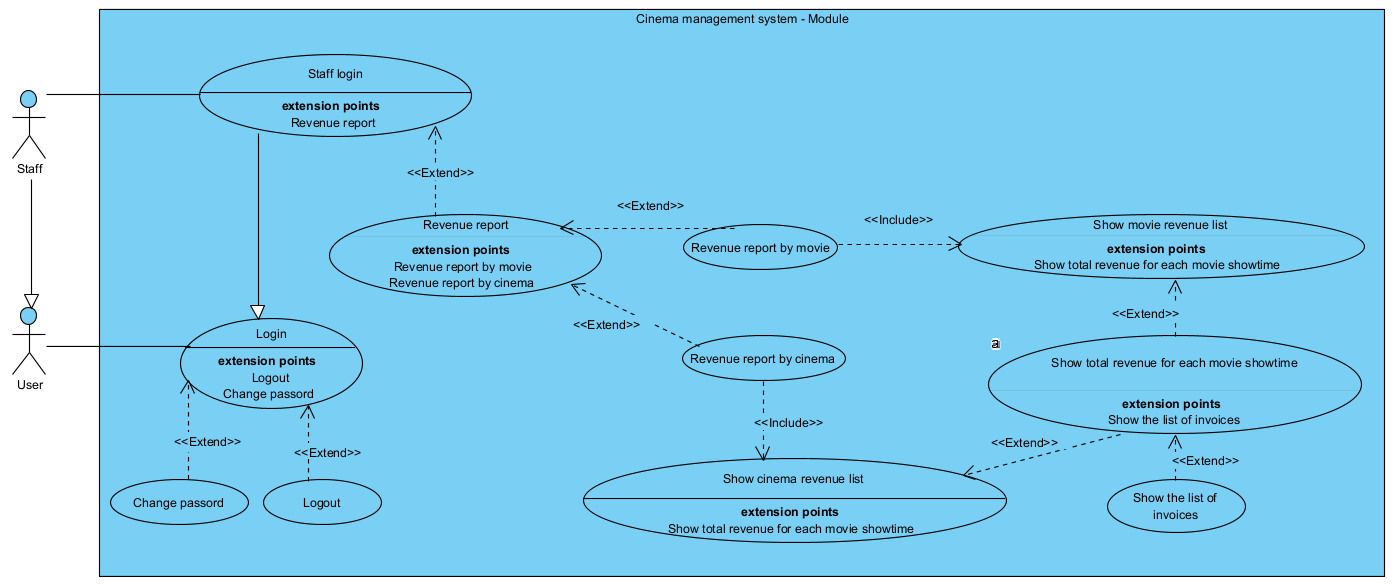 Cinema management system - Module
Staff login
extension points
Revenue report
Staff
<<Extend>>
<<Extend>>
<<Include>>
Revenue report
extension points
Revenue report by movie
Revenue report by cinema
Revenue report by movie
Show movie revenue list
extension points
Show total revenue for each movie showtime
<<Extend>>
<<Extend>>
Login
extension points
Logout
Change passord
User
Revenue report by cinema
a
Show total revenue for each movie showtime
extension points
Show the list of invoices
<<Include>>
<<Extend>>
<<Extend>>
<<Extend>>
<<Extend>>
Change passord
Logout
Show cinema revenue list
extension points
Show total revenue for each movie showtime
Show the list of
invoices